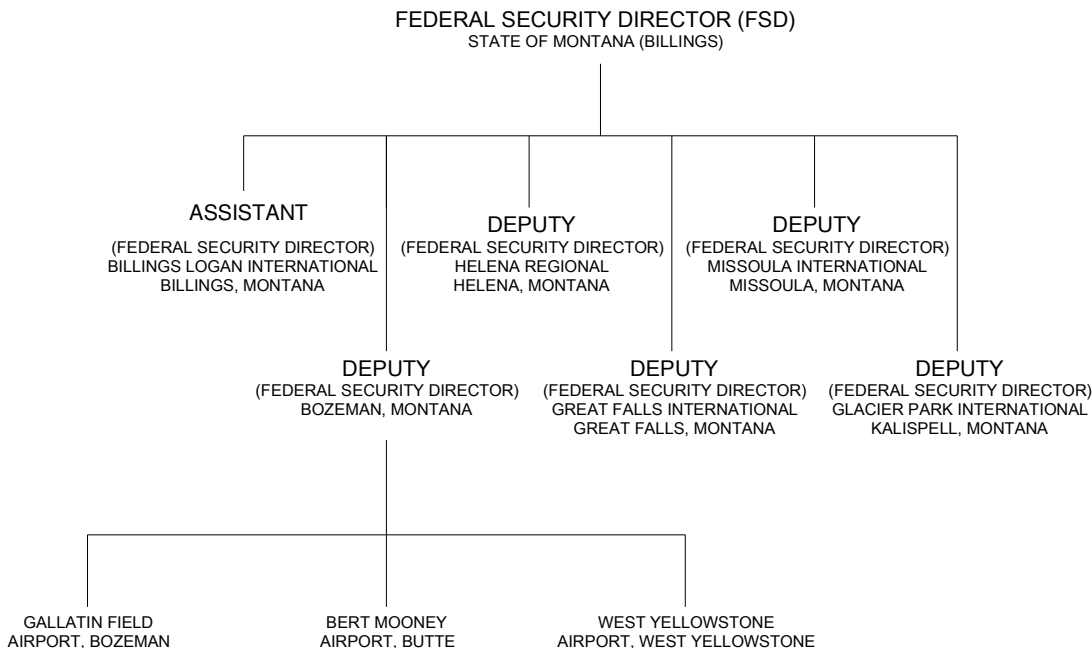 FEDERAL SECURITY DIRECTOR (FSD)
STATE OF MONTANA (BILLINGS)
ASSISTANT
(FEDERAL SECURITY DIRECTOR)
BILLINGS LOGAN INTERNATIONAL
BILLINGS, MONTANA
DEPUTY
(FEDERAL SECURITY DIRECTOR)
HELENA REGIONAL
HELENA, MONTANA
DEPUTY
(FEDERAL SECURITY DIRECTOR)
MISSOULA INTERNATIONAL
MISSOULA, MONTANA
DEPUTY
(FEDERAL SECURITY DIRECTOR)
BOZEMAN, MONTANA
DEPUTY
(FEDERAL SECURITY DIRECTOR)
GREAT FALLS INTERNATIONAL
GREAT FALLS, MONTANA
DEPUTY
(FEDERAL SECURITY DIRECTOR)
GLACIER PARK INTERNATIONAL
KALISPELL, MONTANA
GALLATIN FIELD
AIRPORT, BOZEMAN
BERT MOONEY
AIRPORT, BUTTE
WEST YELLOWSTONE
AIRPORT, WEST YELLOWSTONE